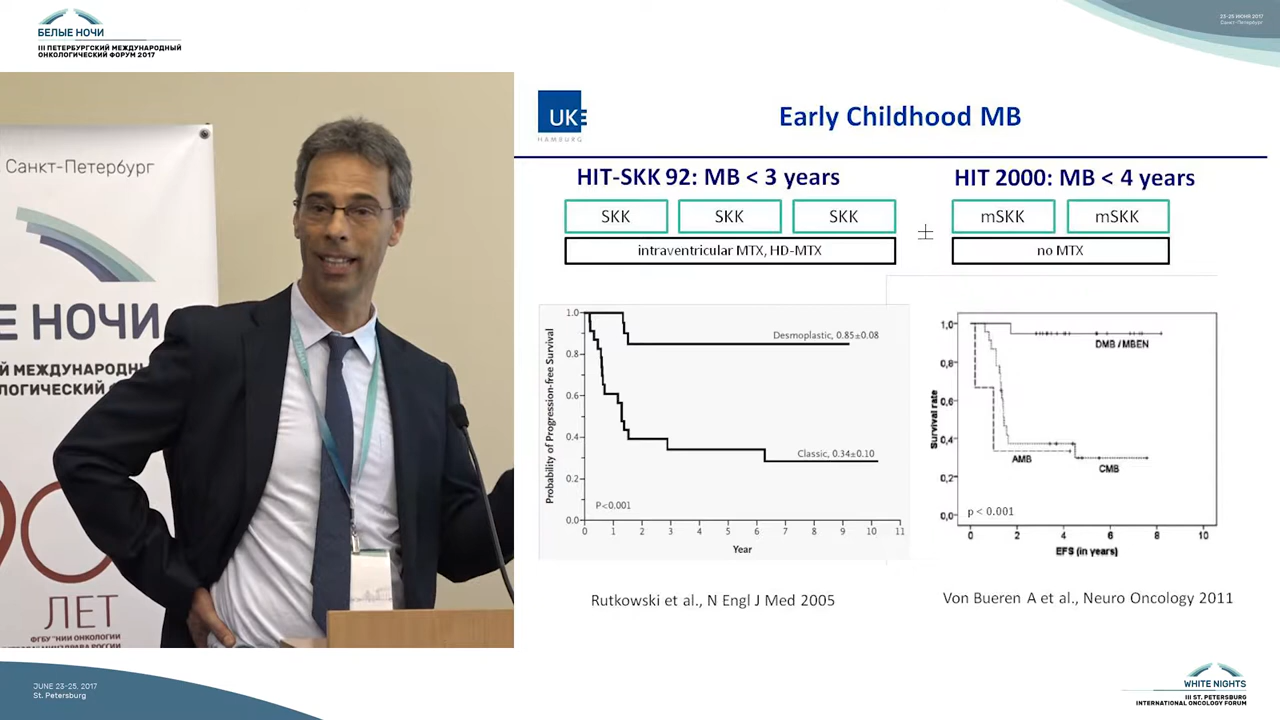 БЕЛЫЕ НОЧИ
III ПЕТЕРБУРГСКИЙ МЕЖДУНАРОДНЫЙ
ОНКОЛОГИЧЕСКИЙ ФОРУМ 2017
23-25 ИЮНЯ 2017
Санкт-Петербург
Санкт-Петербург
Е НОЧИ
Й МЕЖДУНАРОДНЫ
ЛОГИЧЕСКИЙ Ф
90
ЛЕТ
ФГБУ "НИИ ОНКОЛОГИИ
МИНЗДРАВА РОССИИ
UKE
HAMBURG
Early Childhood MB
HIT-SKK 92: MB < 3 years
SKK SKK SKK
intraventricular MTX, HD-MTX
±
HIT 2000: MB < 4 years
mSKK mSKK
no MTX
Probability of Progression-free Survival
1.0
0.8
0.6
0.4
0.2
0.0
Desmoplastic, 0.85±0.08
Classic, 0.34±0.10
P<0.001
0 1 2 3 4 5 6 7 8 9 10 11
Year
Rutkowski et al., N Engl J Med 2005
Survival rate
1,0
0,8
0,6
0,4
0,2
0,0
DMB / MBEN
AMB
CMB
p < 0.001
0 2 4 6 8 10
EFS (in years)
Von Bueren A et al., Neuro Oncology 2011
JUNE 23-25, 2017
St. Petersburg
WHITE NIGHTS
III ST. PETERSBURG
INTERNATIONAL ONCOLOGY FORUM